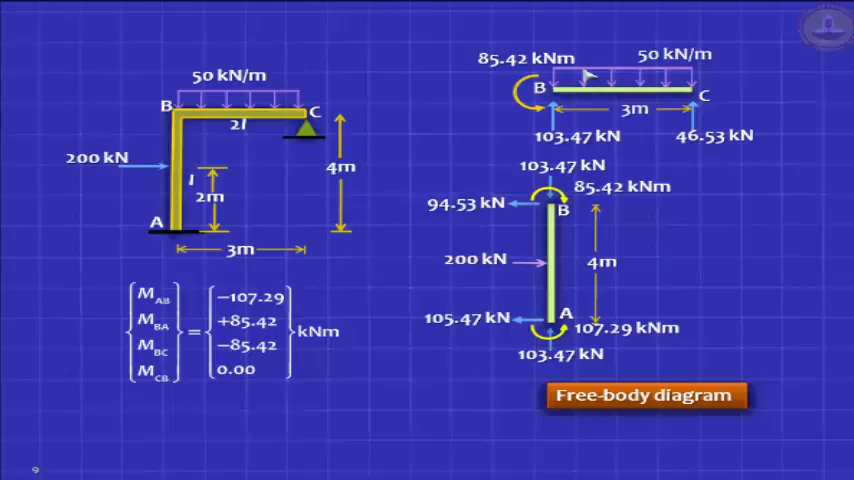 50 kN/m
B
C
2I
200 kN
I
2m
4m
A
3m
M_AB
M_BA
M_BC
M_CB
=
−107.29
+85.42
−85.42
0.00
kNm
85.42 kNm
50 kN/m
B
C
3m
103.47 kN
46.53 kN
103.47 kN
85.42 kNm
94.53 kN
B
200 kN
4m
105.47 kN
A
107.29 kNm
103.47 kN
Free-body diagram
9